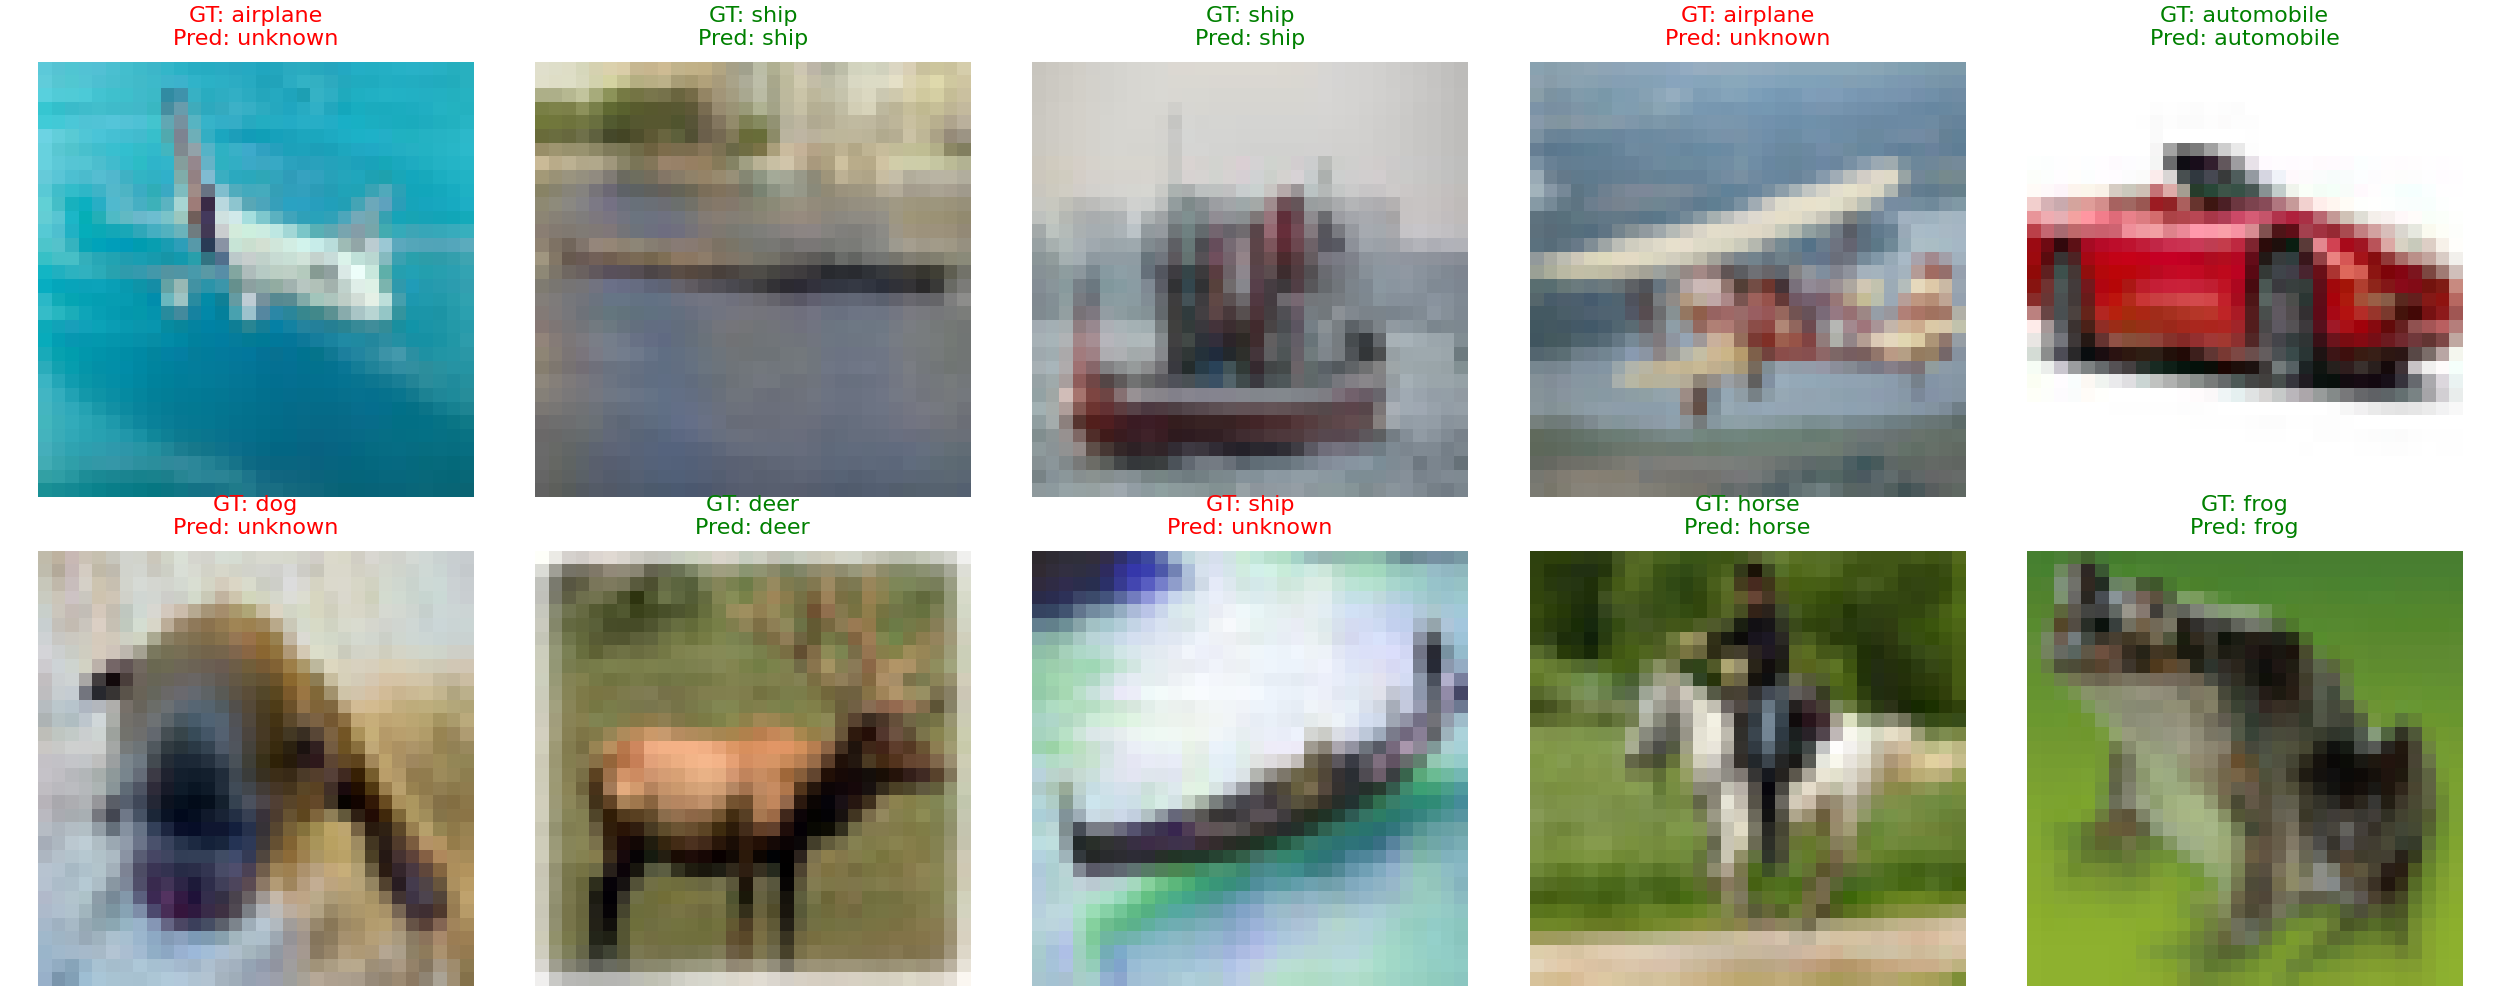 GT: airplane
Pred: unknown
GT: ship
Pred: ship
GT: ship
Pred: ship
GT: airplane
Pred: unknown
GT: automobile
Pred: automobile
GT: dog
Pred: unknown
GT: deer
Pred: deer
GT: ship
Pred: unknown
GT: horse
Pred: horse
GT: frog
Pred: frog